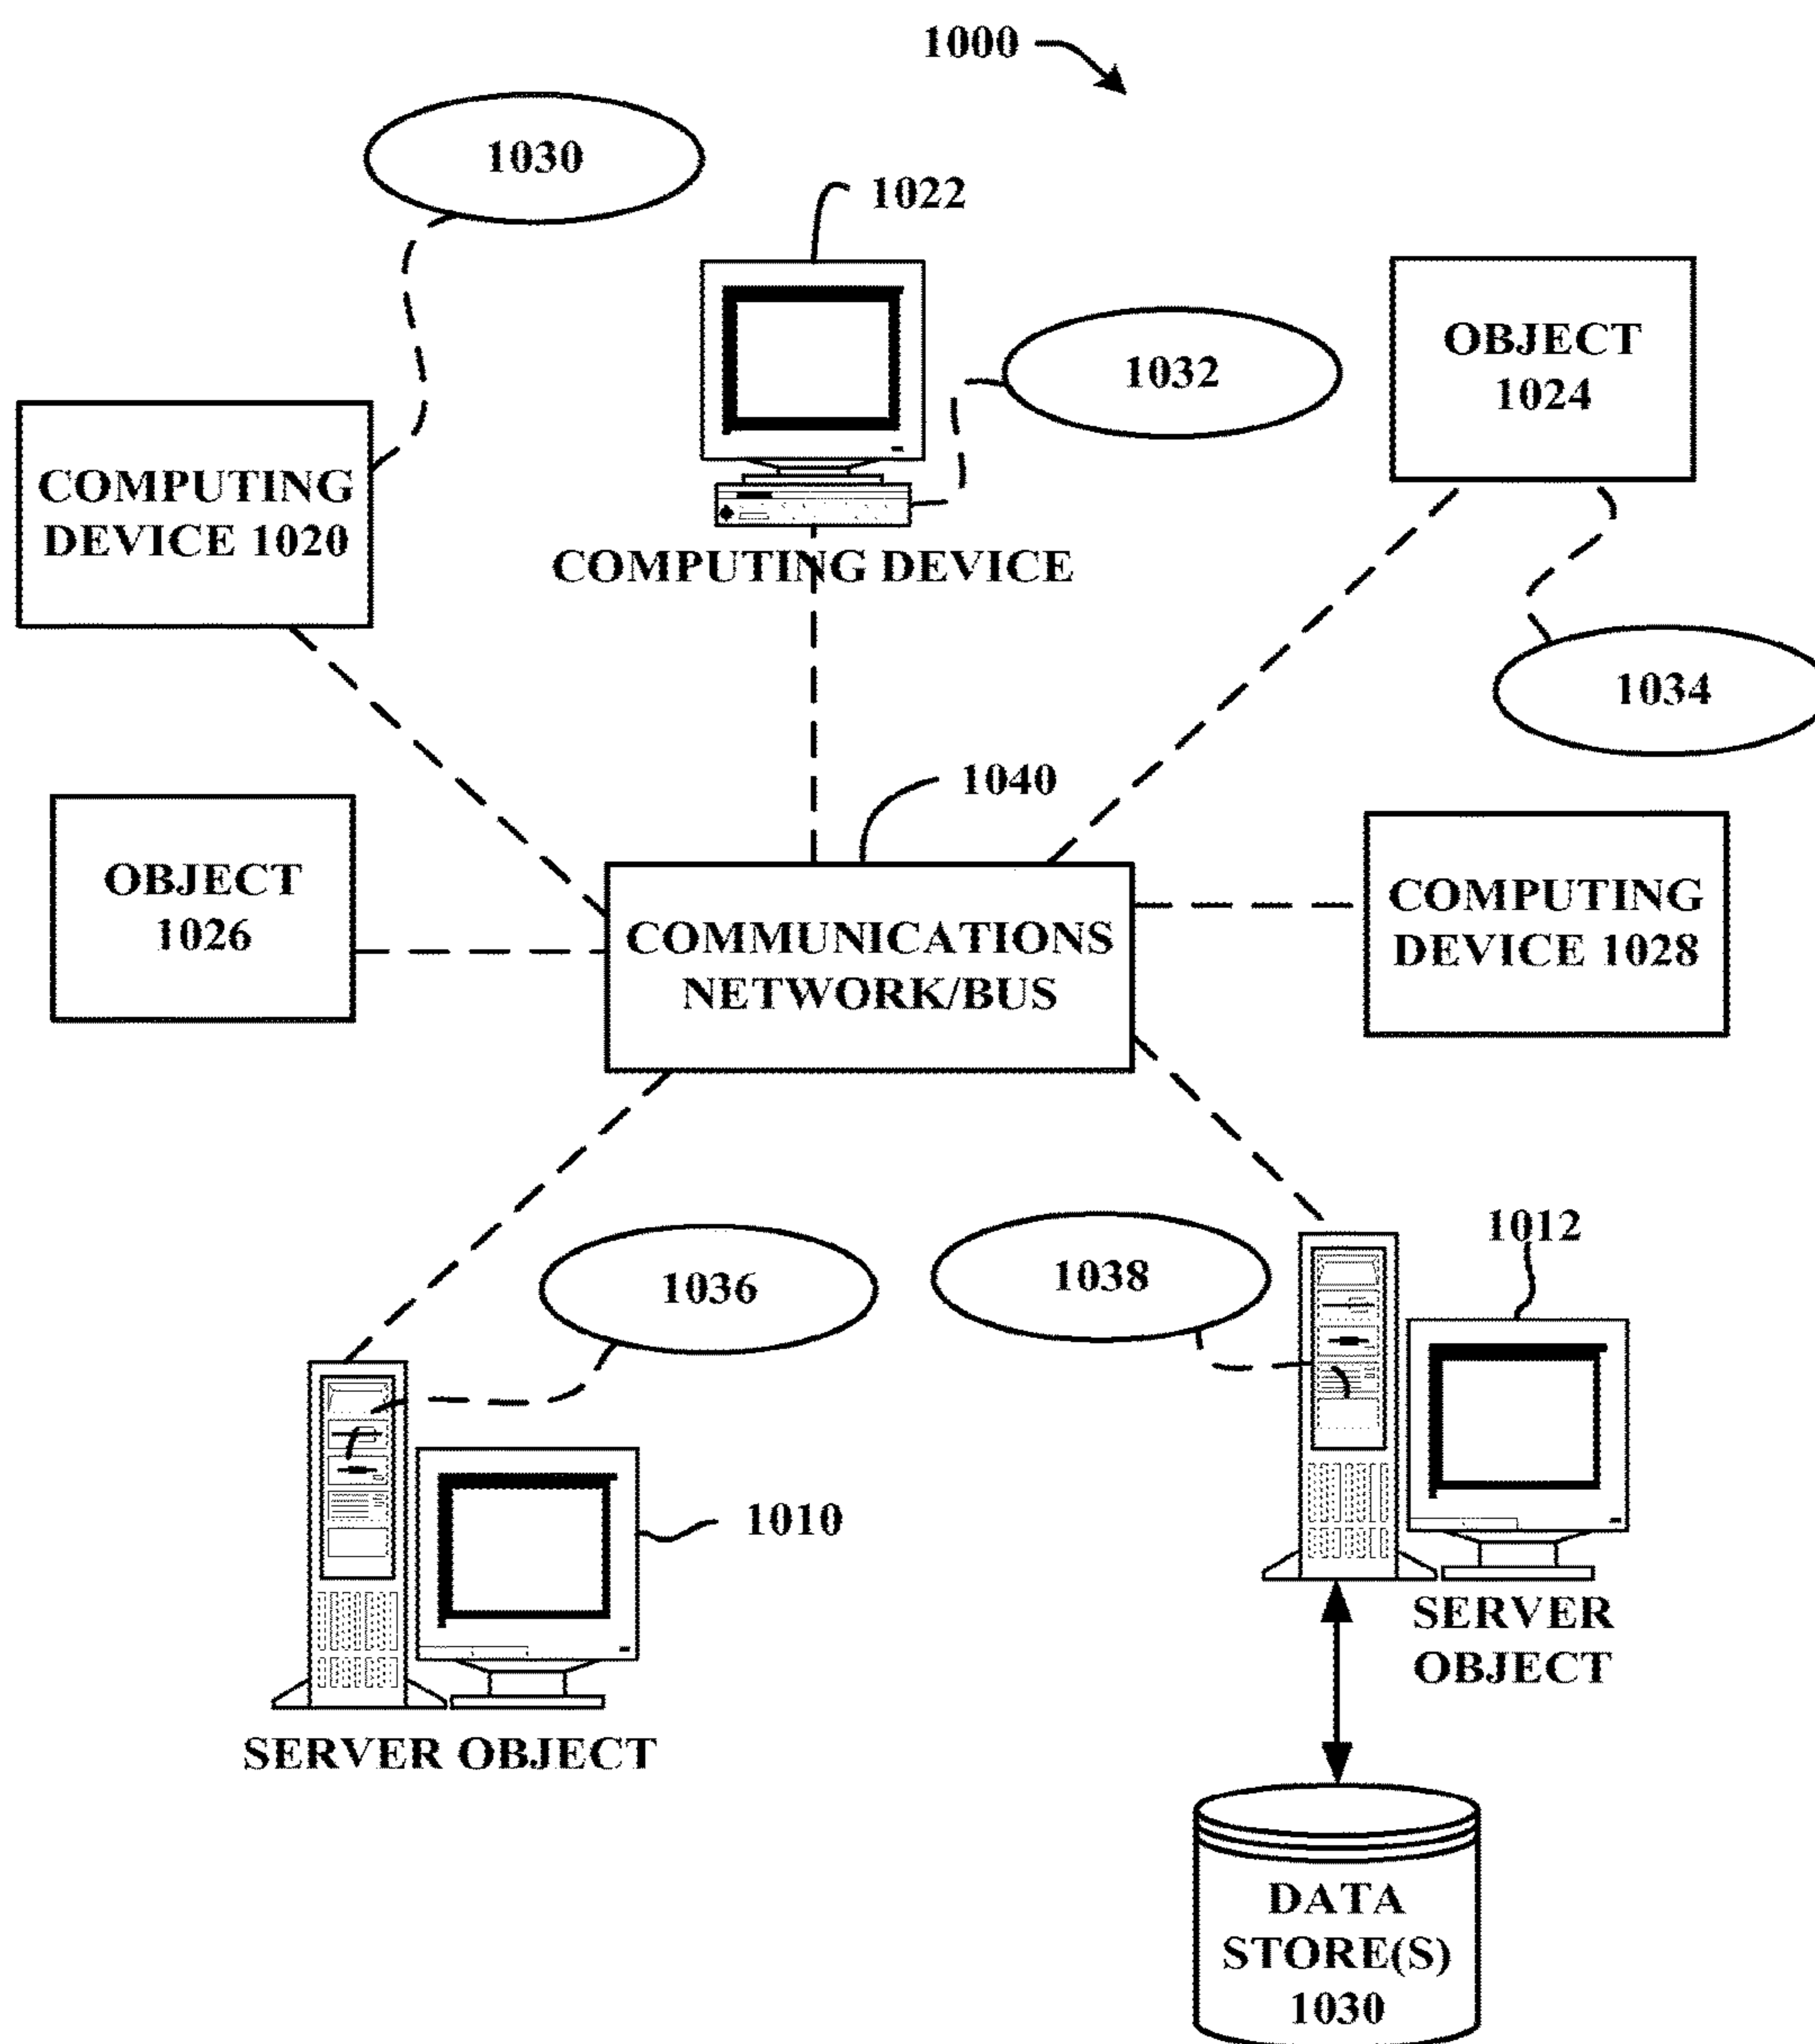 1000
1030
1022
1032
OBJECT
1024
COMPUTING
DEVICE 1020
COMPUTING DEVICE
1034
1040
OBJECT
1026
COMMUNICATIONS
NETWORK/BUS
COMPUTING
DEVICE 1028
1036
1038
1012
1010
SERVER
OBJECT
SERVER OBJECT
DATA
STORE(S)
1030